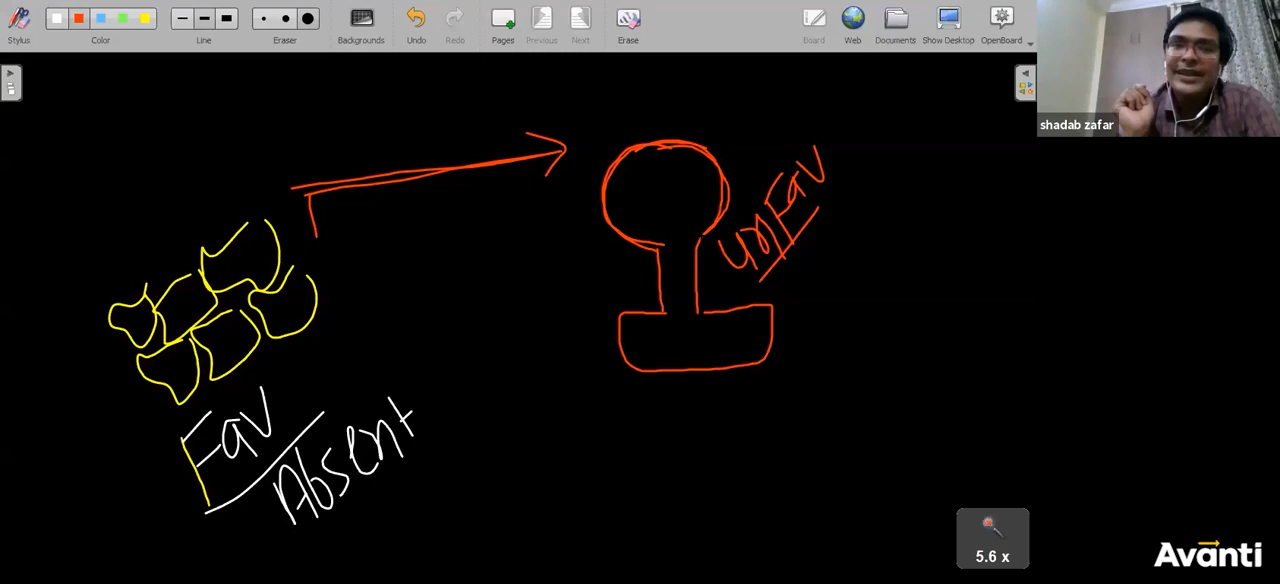 Stylus
Color
Line
Eraser
Backgrounds
Undo
Redo
Pages
Previous
Next
Erase
Board
Web
Documents
Show Desktop
OpenBoard
shadab zafar
UnFav
Fav
Absent
5.6 x
Avanti